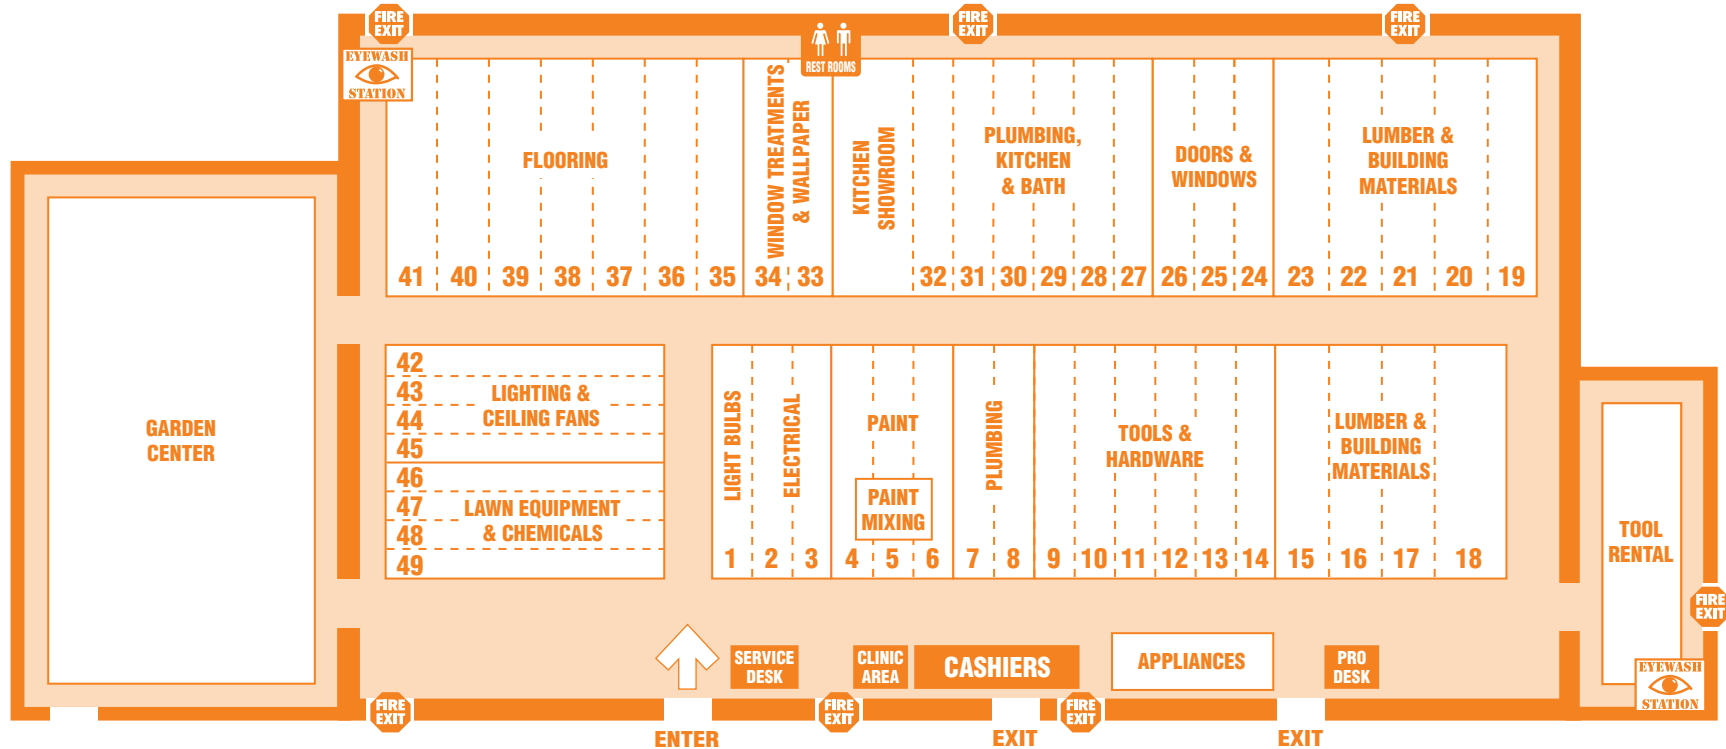 FIRE
EXIT
FIRE
EXIT
FIRE
EXIT
EYEWASH
STATION
REST ROOMS
FLOORING
WINDOW TREATMENTS
& WALLPAPER
KITCHEN
SHOWROOM
PLUMBING,
KITCHEN
& BATH
DOORS &
WINDOWS
LUMBER &
BUILDING
MATERIALS
41 40 39 38 37 36 35 34 33 32 31 30 29 28 27 26 25 24 23 22 21 20 19
GARDEN
CENTER
42
43
44
45
LIGHTING &
CEILING FANS
46
47
48
49
LAWN EQUIPMENT
& CHEMICALS
LIGHT BULBS
ELECTRICAL
PAINT
PAINT
MIXING
PLUMBING
TOOLS &
HARDWARE
LUMBER &
BUILDING
MATERIALS
1 2 3 4 5 6 7 8 9 10 11 12 13 14 15 16 17 18
TOOL
RENTAL
FIRE
EXIT
EYEWASH
STATION
SERVICE
DESK
CLINIC
AREA
CASHIERS
APPLIANCES
PRO
DESK
FIRE
EXIT
FIRE
EXIT
FIRE
EXIT
ENTER
EXIT
EXIT